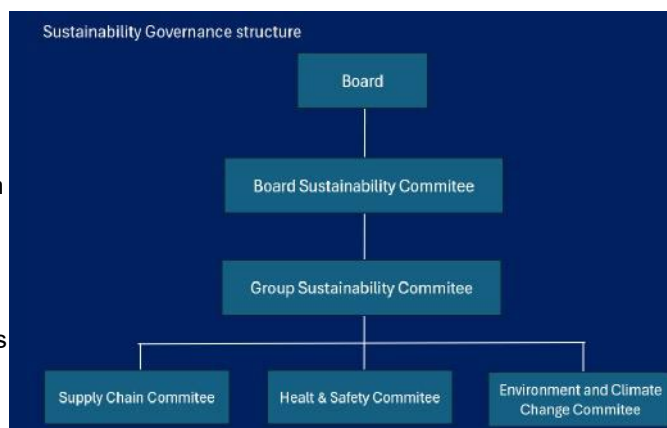 Sustainability Governance structure
Board
Board Sustainability Commitee
Group Sustainability Commitee
Supply Chain Commitee
Healt & Safety Commitee
Environment and Climate
Change Commitee